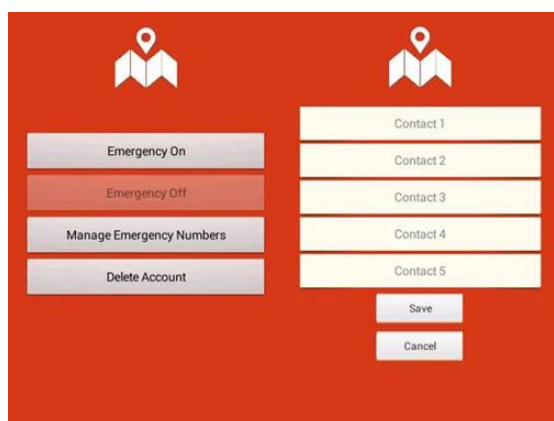 Emergency On
Emergency Off
Manage Emergency Numbers
Delete Account
Contact 1
Contact 2
Contact 3
Contact 4
Contact 5
Save
Cancel